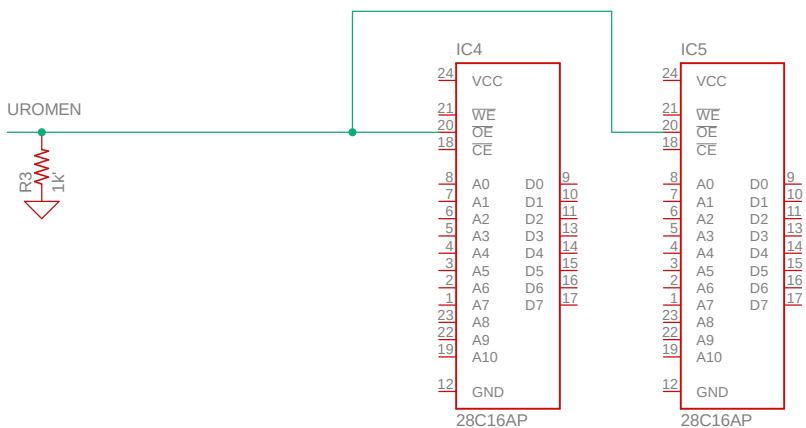 IC4
IC5
24 VCC
24 VCC
21 WE
21 WE
UROMEN
20 OE
20 OE
18 CE
18 CE
R3
1k'
8 A0 D0 9
8 A0 D0 9
7 A1 D1 10
7 A1 D1 10
6 A2 D2 11
6 A2 D2 11
5 A3 D3 13
5 A3 D3 13
4 A4 D4 14
4 A4 D4 14
3 A5 D5 15
3 A5 D5 15
2 A6 D6 16
2 A6 D6 16
1 A7 D7 17
1 A7 D7 17
23 A8
23 A8
22 A9
22 A9
19 A10
19 A10
12 GND
12 GND
28C16AP
28C16AP